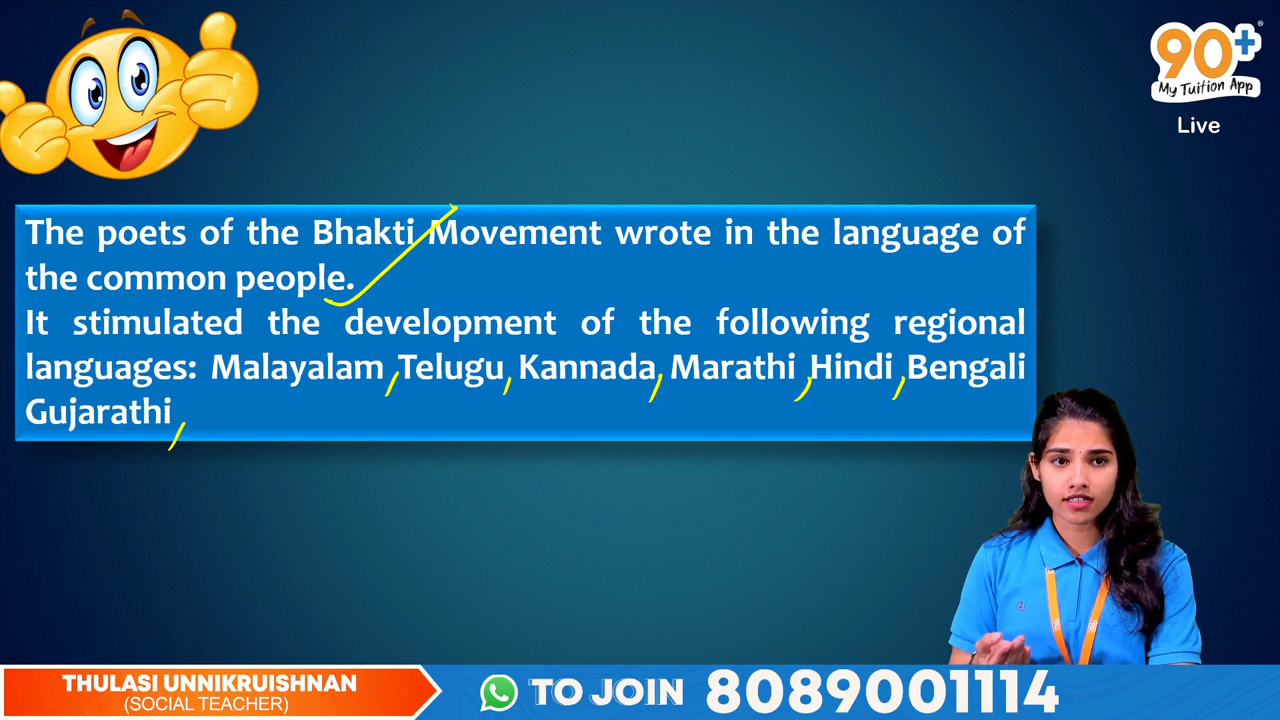 90+
My Tuition App
Live
The poets of the Bhakti Movement wrote in the language of
the common people.
It stimulated the development of the following regional
languages: Malayalam Telugu Kannada Marathi Hindi Bengali
Gujarathi
THULASI UNNIKRUISHNAN
(SOCIAL TEACHER)
TO JOIN 8089001114